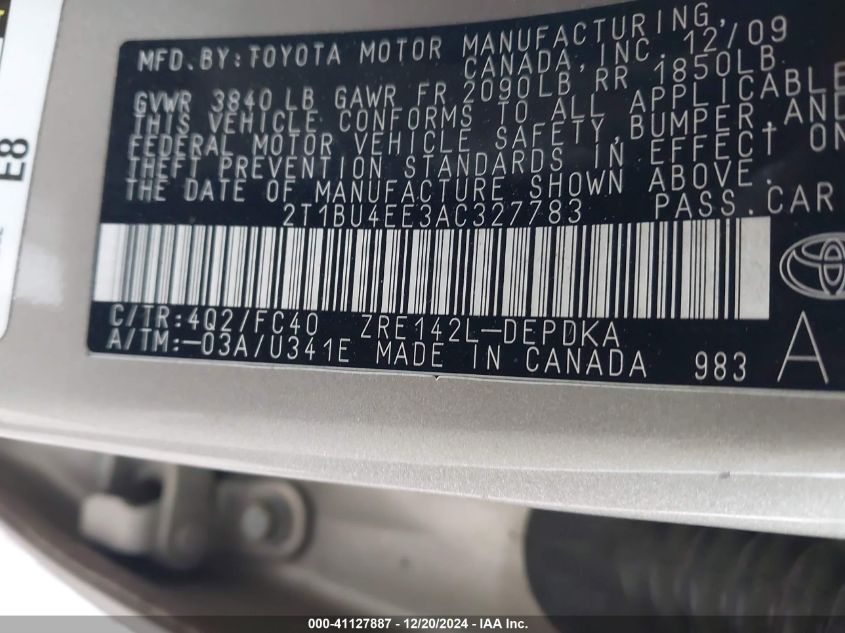 MFD. BY: TOYOTA MOTOR MANUFACTURING,
CANADA, INC. 12/09
GVWR 3840 LB GAWR FR 2090LB RR 1850LB
THIS VEHICLE CONFORMS TO ALL APPLICABLE
FEDERAL MOTOR VEHICLE SAFETY, BUMPER, AND
THEFT PREVENTION STANDARDS IN EFFECT ON
THE DATE OF MANUFACTURE SHOWN ABOVE.
2T1BU4EE3AC327783 PASS.CAR
C/TR:4Q2/FC40 ZRE142L-DEPDKA
A/TM:-03A/U341E MADE IN CANADA 983 A
E8
000-41127887 - 12/20/2024 - IAA Inc.